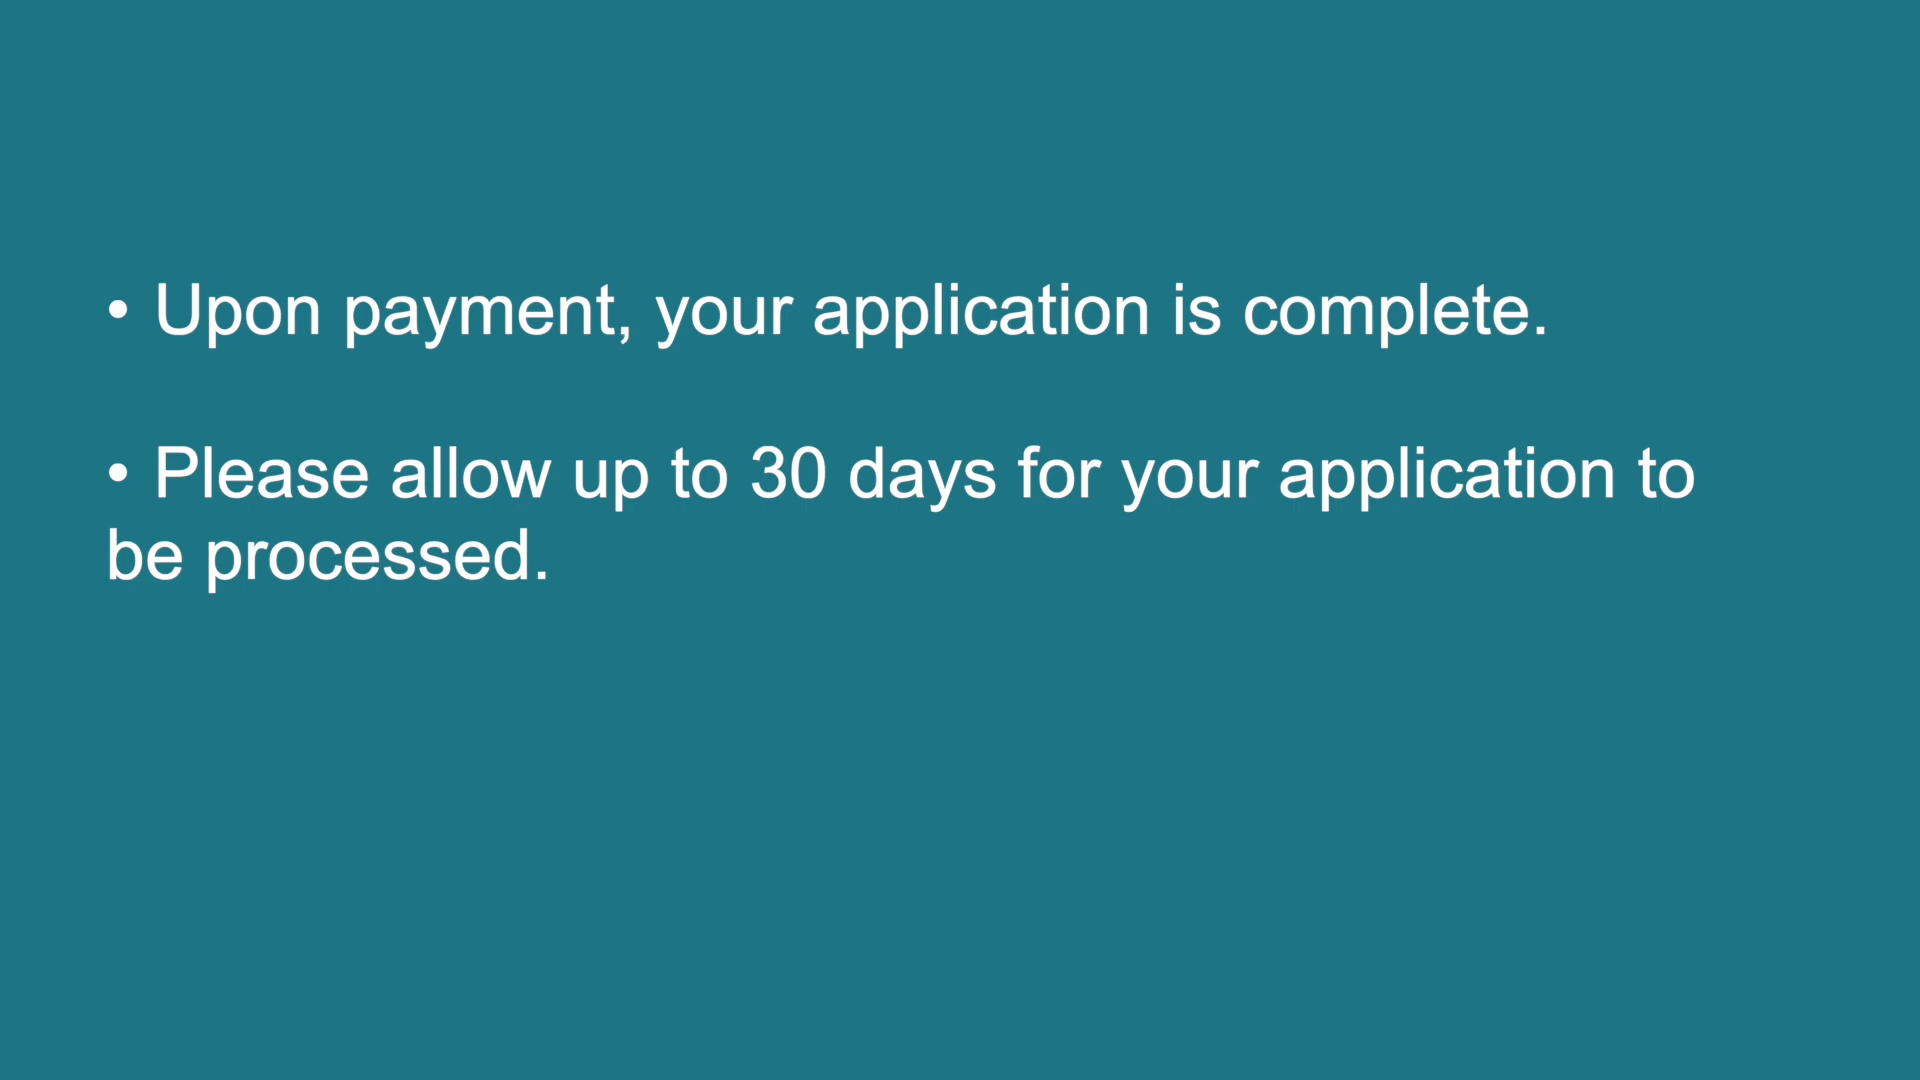 • Upon payment, your application is complete.
• Please allow up to 30 days for your application to
be processed.